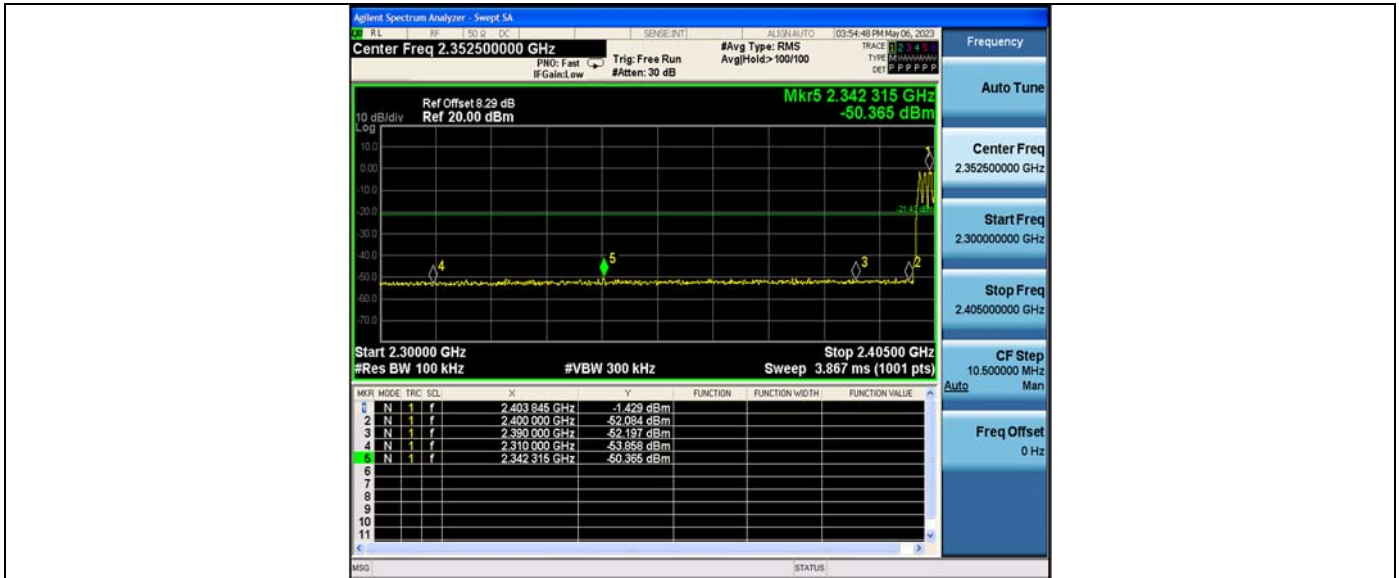 Agilent Spectrum Analyzer - Swept SA
RL RF 50 Ω DC SENSE:INT ALIGN AUTO 03:54:48 PM May 06, 2023
Center Freq 2.352500000 GHz
PNO: Fast
IFGain:Low
Trig: Free Run
#Atten: 30 dB
#Avg Type: RMS
Avg|Hold:>100/100
TRACE 1 2 3 4 5 6
TYPE M
DET P P P P P P
Mkr5 2.342 315 GHz
-50.365 dBm
Ref Offset 8.29 dB
10 dB/div Ref 20.00 dBm
Log
10.0
0.00
-10.0
-20.0
-30.0
-40.0
-50.0
-60.0
-70.0
1
4
5
3
2
Start 2.30000 GHz Stop 2.40500 GHz
#Res BW 100 kHz #VBW 300 kHz Sweep 3.867 ms (1001 pts)
MKR MODE TRC SCL X Y FUNCTION FUNCTION WIDTH FUNCTION VALUE
1 N 1 f 2.403 845 GHz -1.429 dBm
2 N 1 f 2.400 000 GHz -52.084 dBm
3 N 1 f 2.390 000 GHz -52.197 dBm
4 N 1 f 2.310 000 GHz -53.858 dBm
5 N 1 f 2.342 315 GHz -50.365 dBm
6
7
8
9
10
11
MSG STATUS
Frequency
Auto Tune
Center Freq
2.352500000 GHz
Start Freq
2.300000000 GHz
Stop Freq
2.405000000 GHz
CF Step
10.500000 MHz
Auto Man
Freq Offset
0 Hz